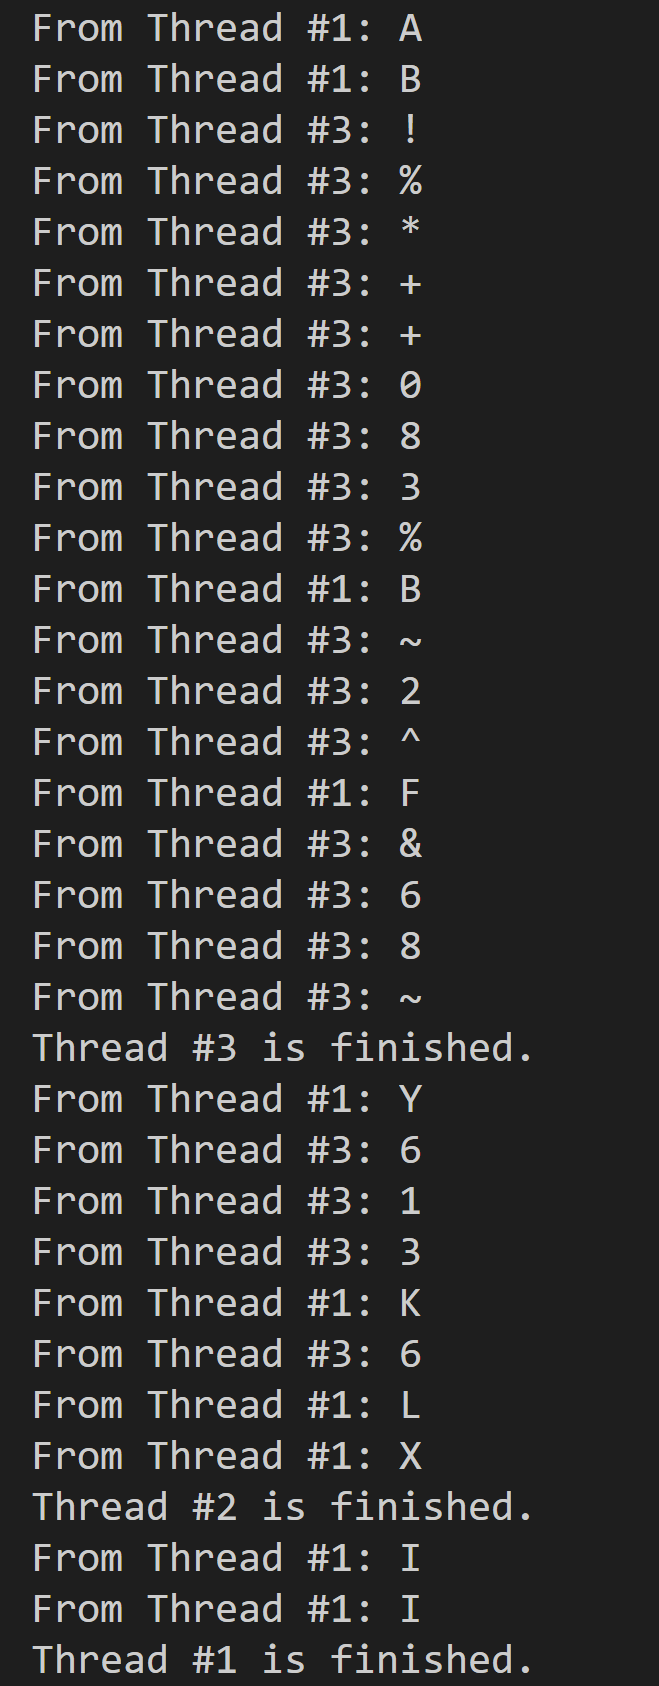 From Thread #1: A
From Thread #1: B
From Thread #3: !
From Thread #3: %
From Thread #3: *
From Thread #3: +
From Thread #3: +
From Thread #3: 0
From Thread #3: 8
From Thread #3: 3
From Thread #3: %
From Thread #1: B
From Thread #3: ~
From Thread #3: 2
From Thread #3: ^
From Thread #1: F
From Thread #3: &
From Thread #3: 6
From Thread #3: 8
From Thread #3: ~
Thread #3 is finished.
From Thread #1: Y
From Thread #3: 6
From Thread #3: 1
From Thread #3: 3
From Thread #1: K
From Thread #3: 6
From Thread #1: L
From Thread #1: X
Thread #2 is finished.
From Thread #1: I
From Thread #1: I
Thread #1 is finished.